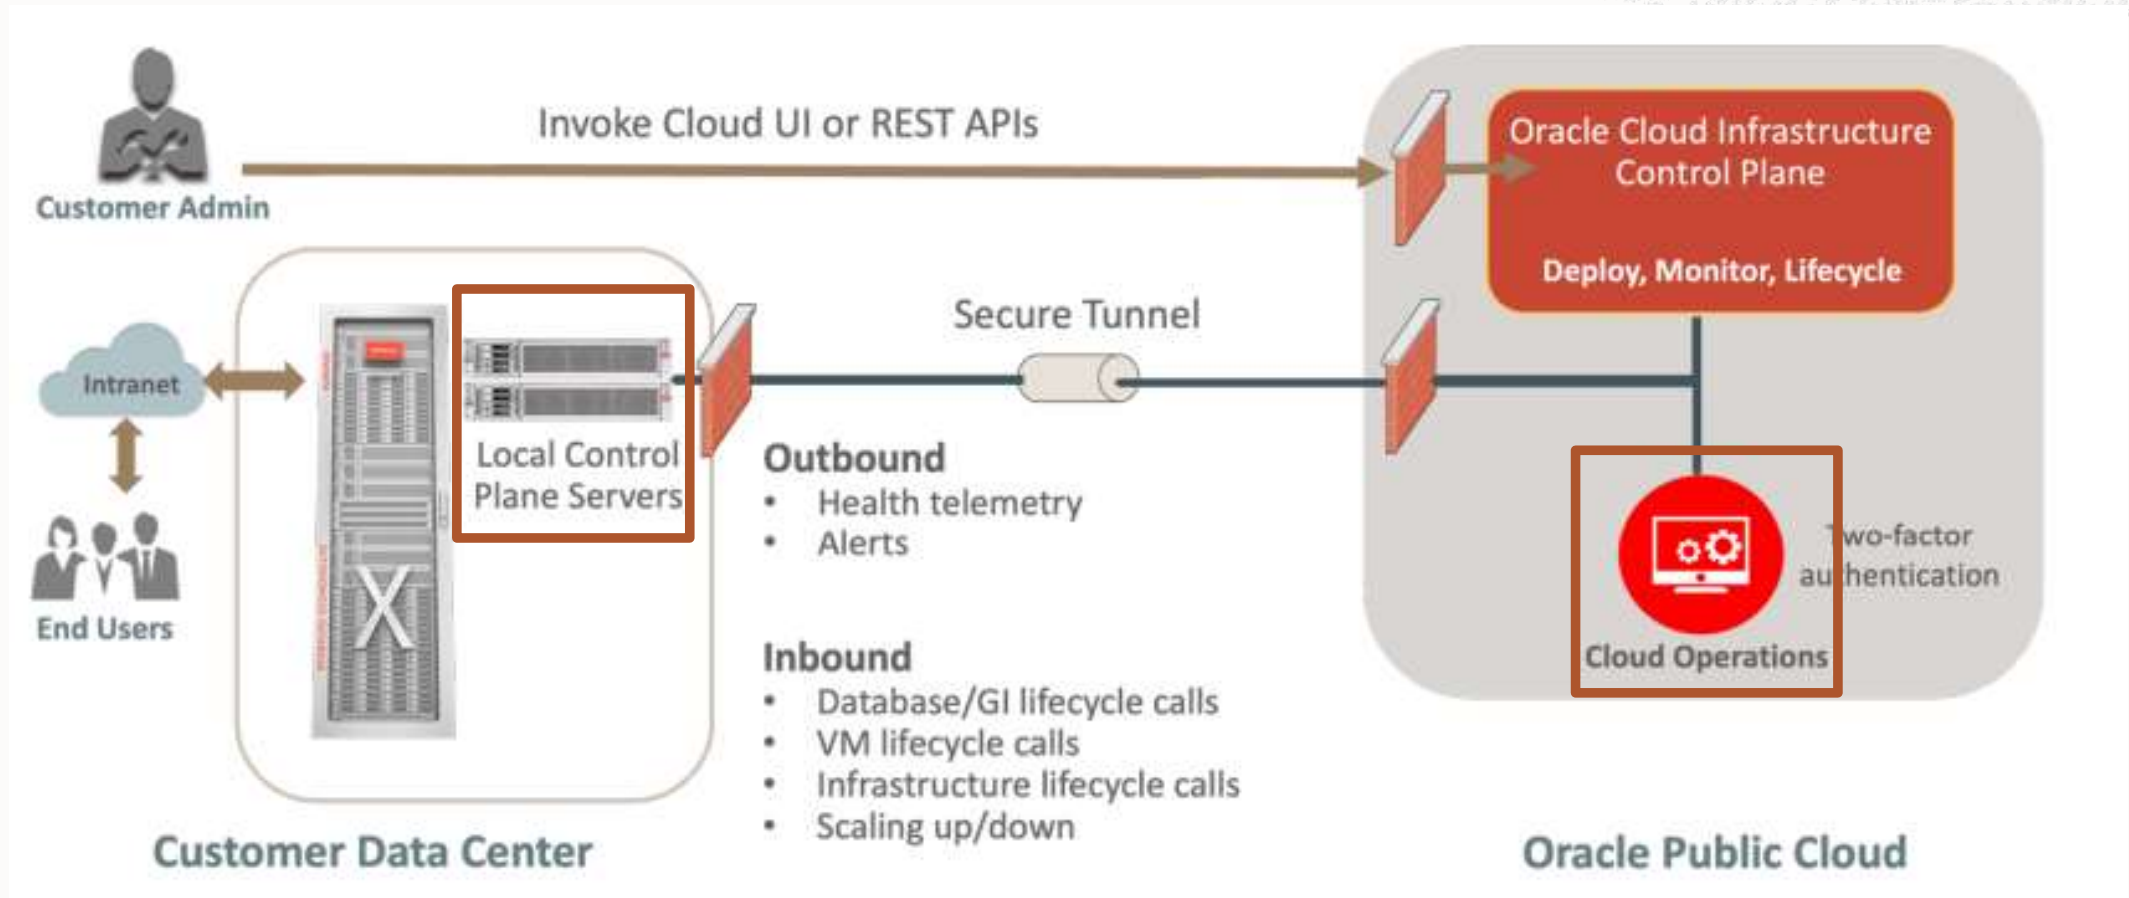 Invoke Cloud UI or REST APIs
Customer Admin
Oracle Cloud Infrastructure
Control Plane
Deploy, Monitor, Lifecycle
Intranet
End Users
Local Control
Plane Servers
Secure Tunnel
Outbound
• Health telemetry
• Alerts
Inbound
• Database/GI lifecycle calls
• VM lifecycle calls
• Infrastructure lifecycle calls
• Scaling up/down
Two-factor
authentication
Cloud Operations
X
Customer Data Center
Oracle Public Cloud